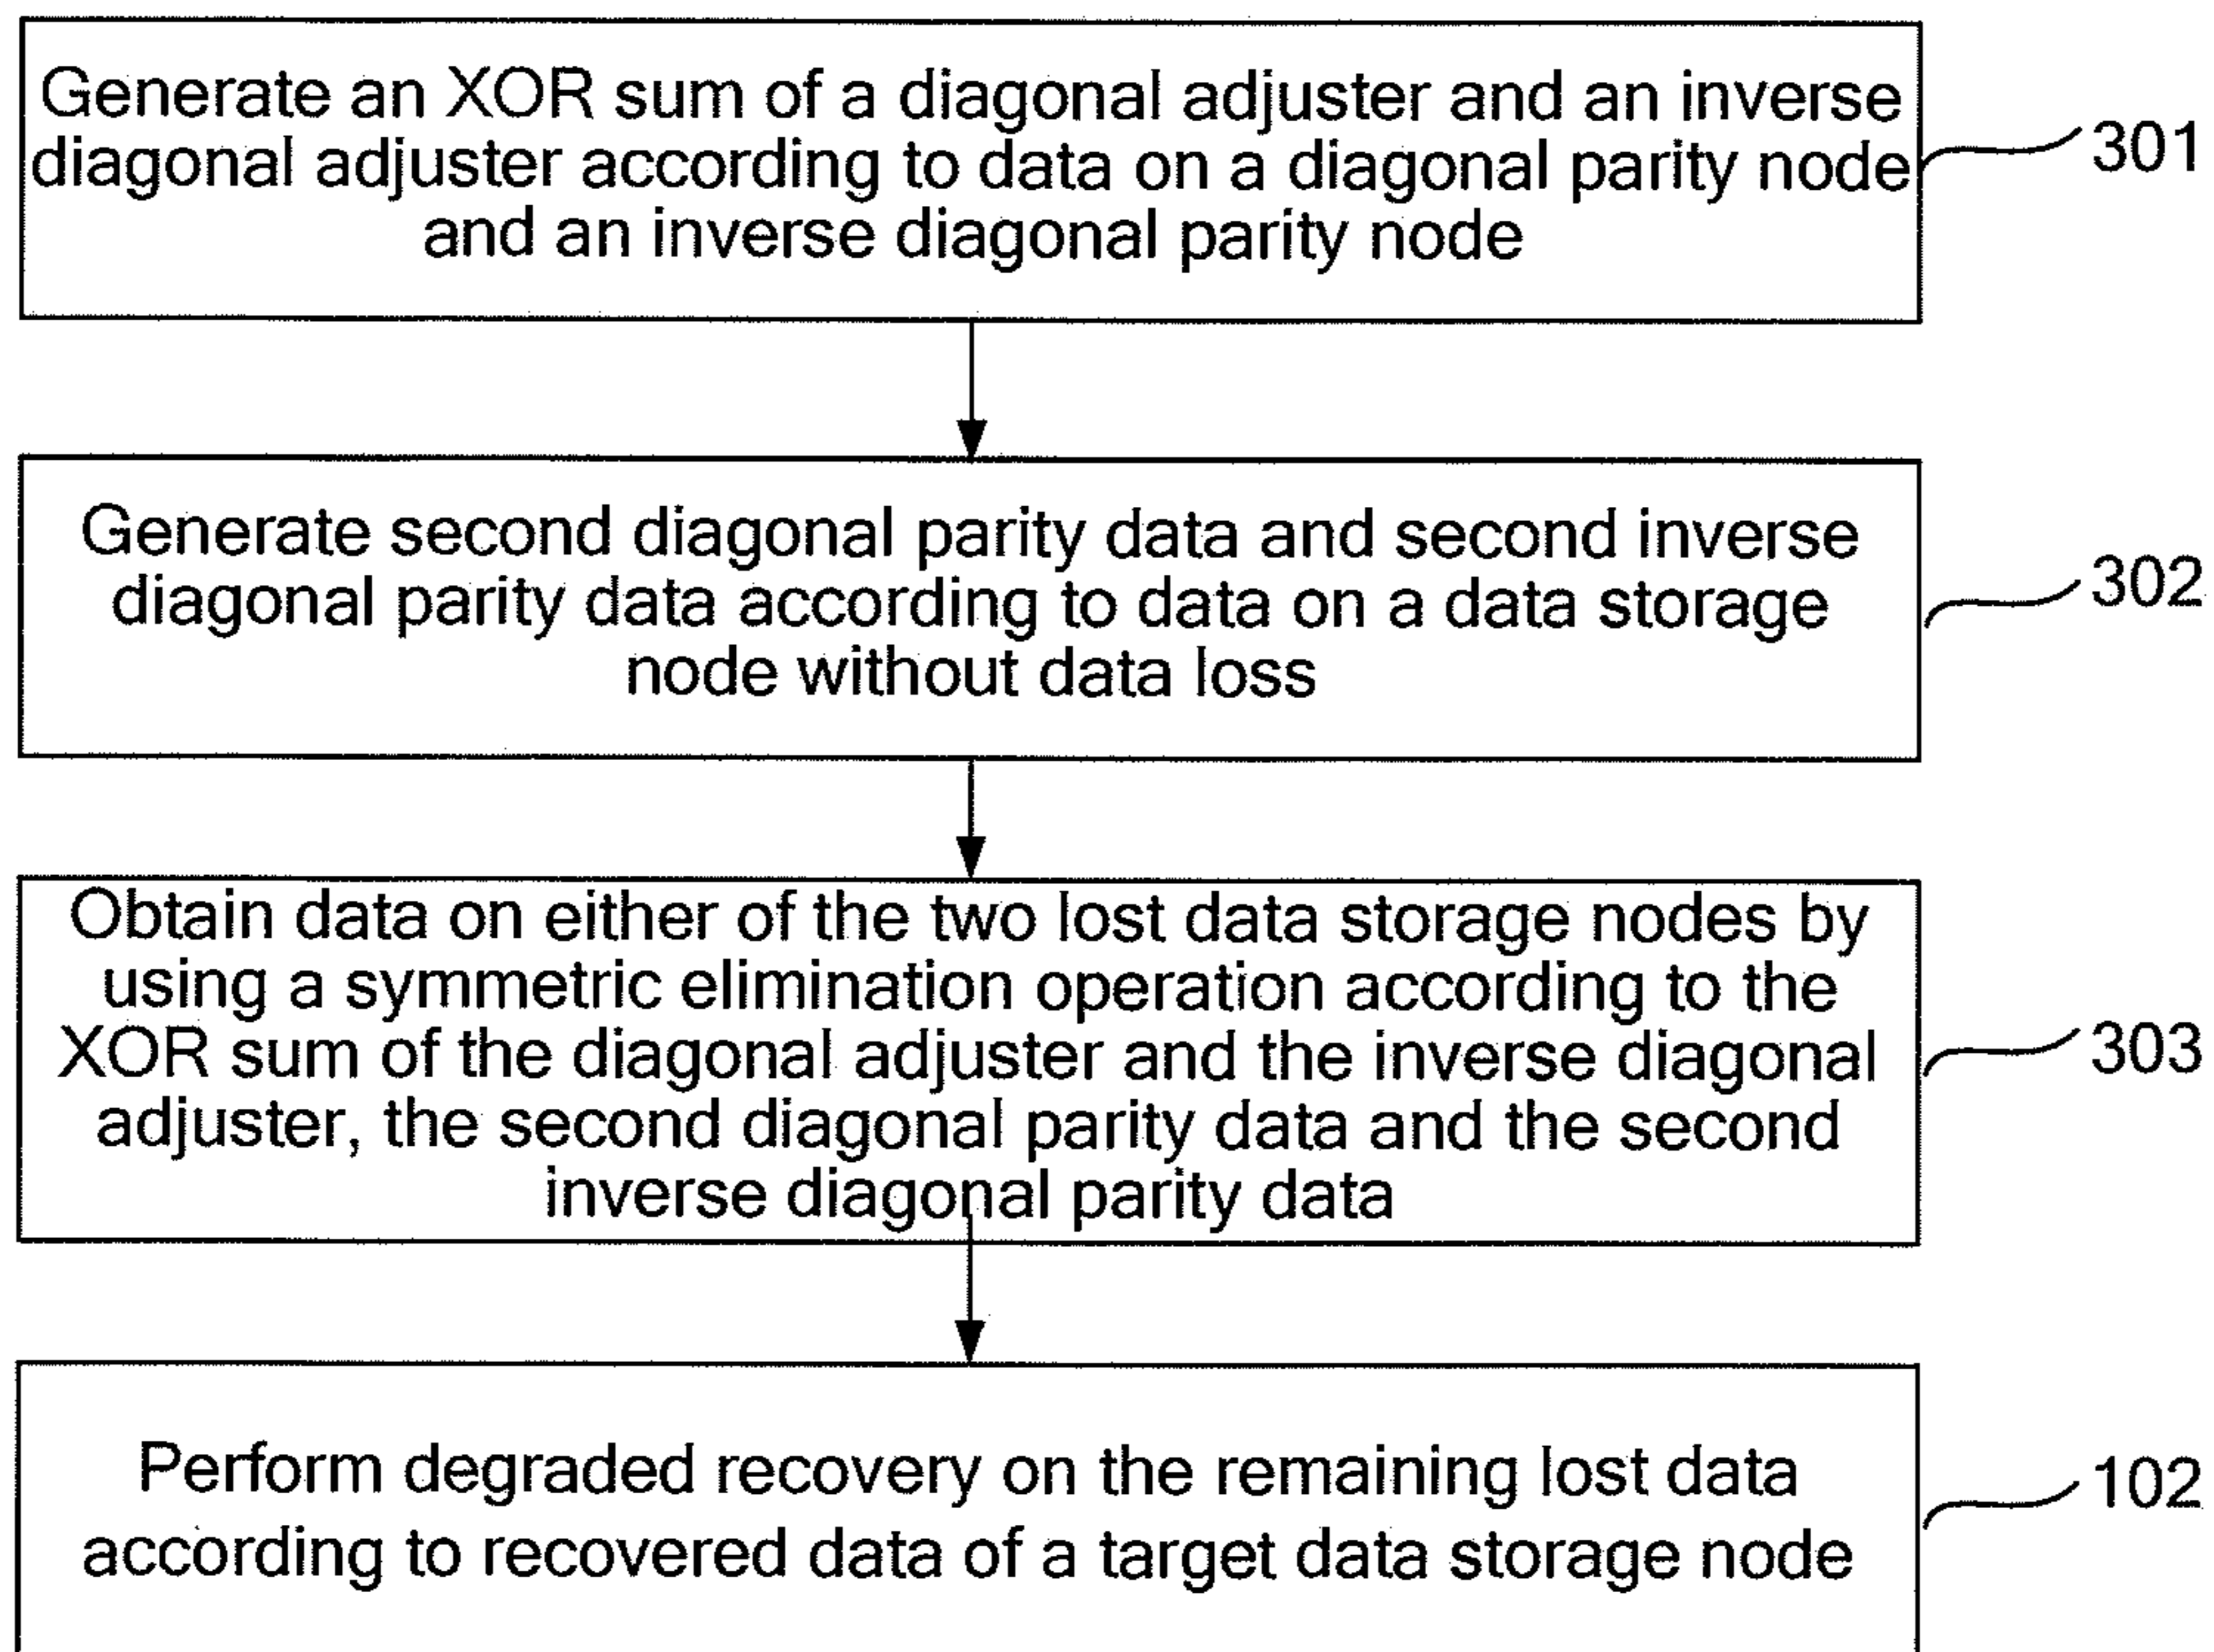 Generate an XOR sum of a diagonal adjuster and an inverse
diagonal adjuster according to data on a diagonal parity node
and an inverse diagonal parity node
301
Generate second diagonal parity data and second inverse
diagonal parity data according to data on a data storage
node without data loss
302
Obtain data on either of the two lost data storage nodes by
using a symmetric elimination operation according to the
XOR sum of the diagonal adjuster and the inverse diagonal
adjuster, the second diagonal parity data and the second
inverse diagonal parity data
303
Perform degraded recovery on the remaining lost data
according to recovered data of a target data storage node
102